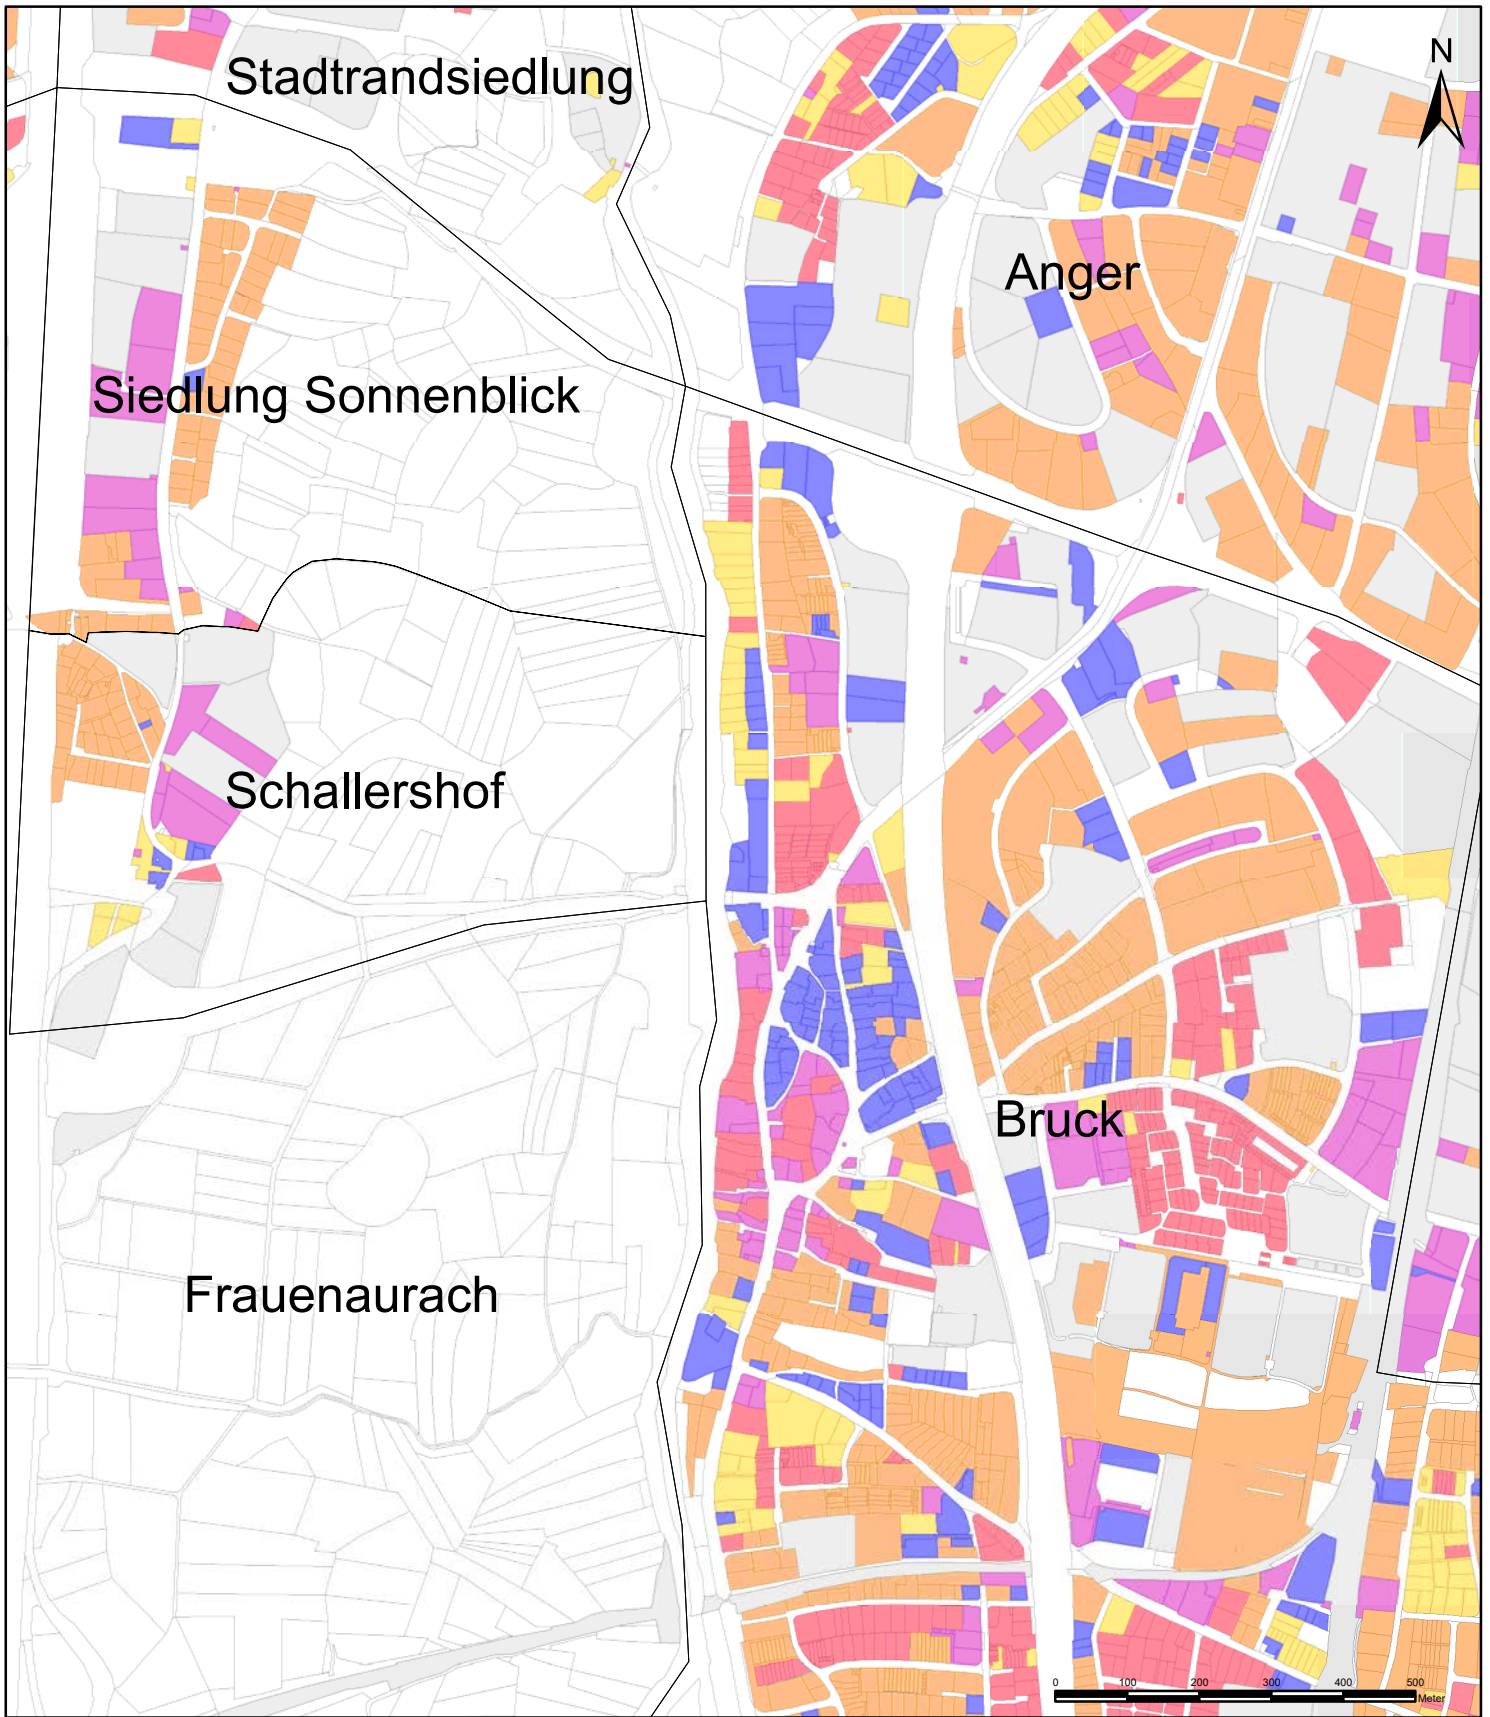 Stadtrandsiedlung
N
Anger
Siedlung Sonnenblick
Schallershof
Bruck
Frauenaurach
0 100 200 300 400 500
Meter